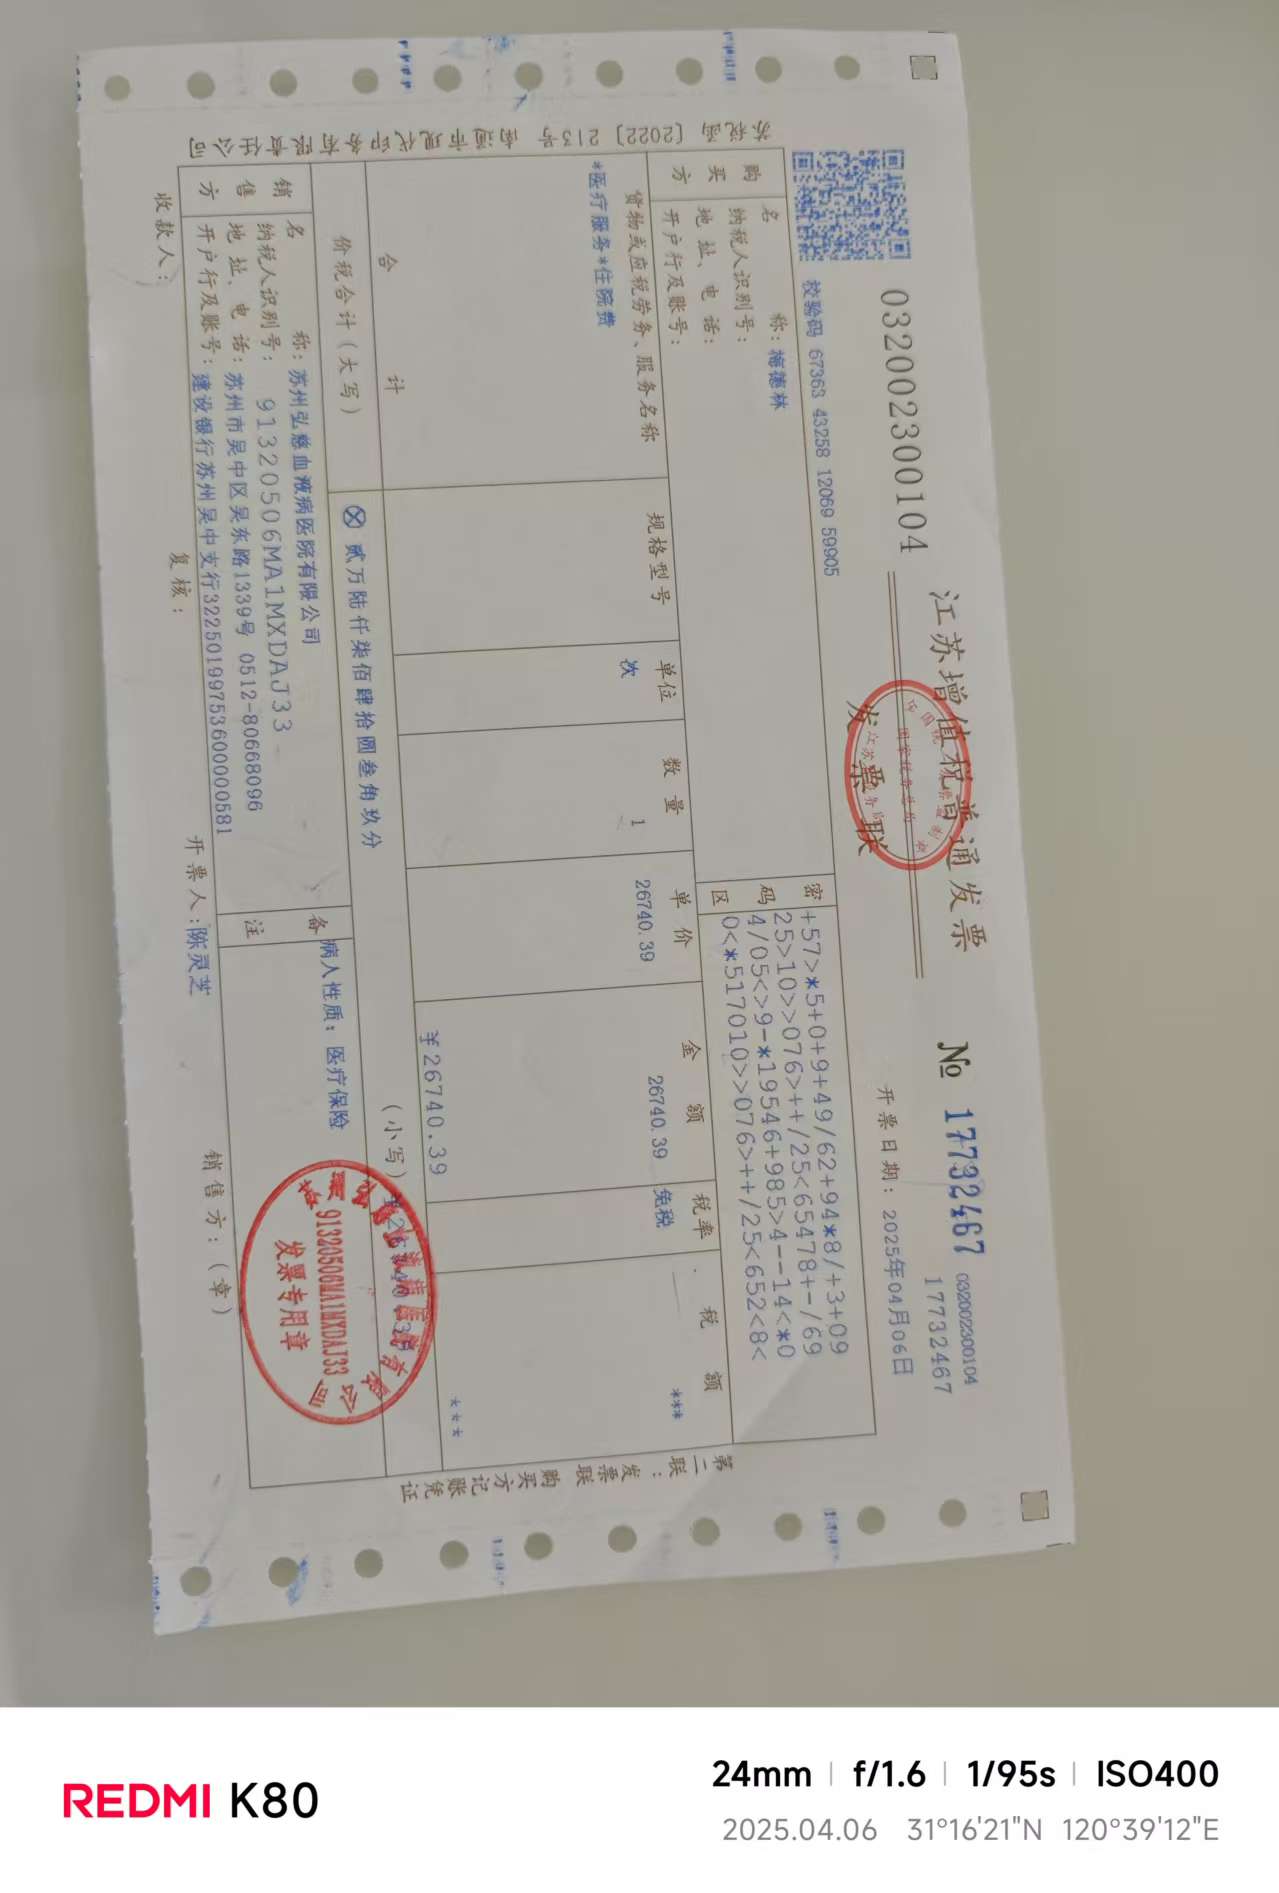 032002300104
江苏增值税普通发票
发票联
№ 17732467
032002300104
17732467
校验码 67363 43258 12069 59905
开票日期: 2025年04月06日
苏税函 [2022] 213号 南通市现代印务有限责任公司
购买方
名 称: 梅德林
纳税人识别号:
地址、电话:
开户行及账号:
密码区
+57>*5+0+9+49/62+94*8/+3+09
25>10>>076>++/25<65478+-/69
4/05<>9-*19546+985>4--14<*0
0<*517010>>076>++/25<652<8<
货物或应税劳务、服务名称 规格型号 单位 数量 单价 金额 税率 税额
*医疗服务*住院费 次 1 26740.39 26740.39 免税 ***
合计 ¥26740.39 ***
价税合计(大写) ⊗ 贰万陆仟柒佰肆拾圆叁角玖分 (小写) ¥26740.39
销售方
名 称: 苏州弘慈血液病医院有限公司
纳税人识别号: 91320506MA1MXDAJ33
地址、电话: 苏州市吴中区吴东路1339号 0512-80668096
开户行及账号: 建设银行苏州吴中支行32250199753600000581
备注
病人性质: 医疗保险
收款人: 复核: 开票人: 陈灵芝 销售方: (章)
第二联: 发票联 购买方记账凭证
91320506MA1MXDAJ33
发票专用章
REDMI K80
24mm | f/1.6 | 1/95s | ISO400
2025.04.06 31°16'21"N 120°39'12"E